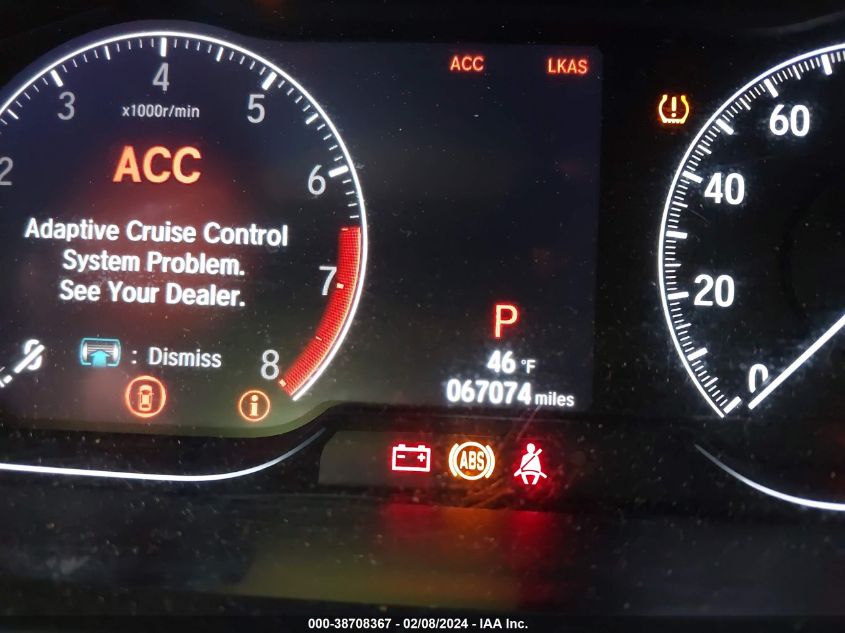 ACC LKAS
4
3 5
x1000r/min
2 6
ACC
Adaptive Cruise Control
System Problem.
See Your Dealer.
7
: Dismiss
8
P
46 °F
067074 miles
ABS
60
40
20
0
000-38708367 - 02/08/2024 - IAA Inc.